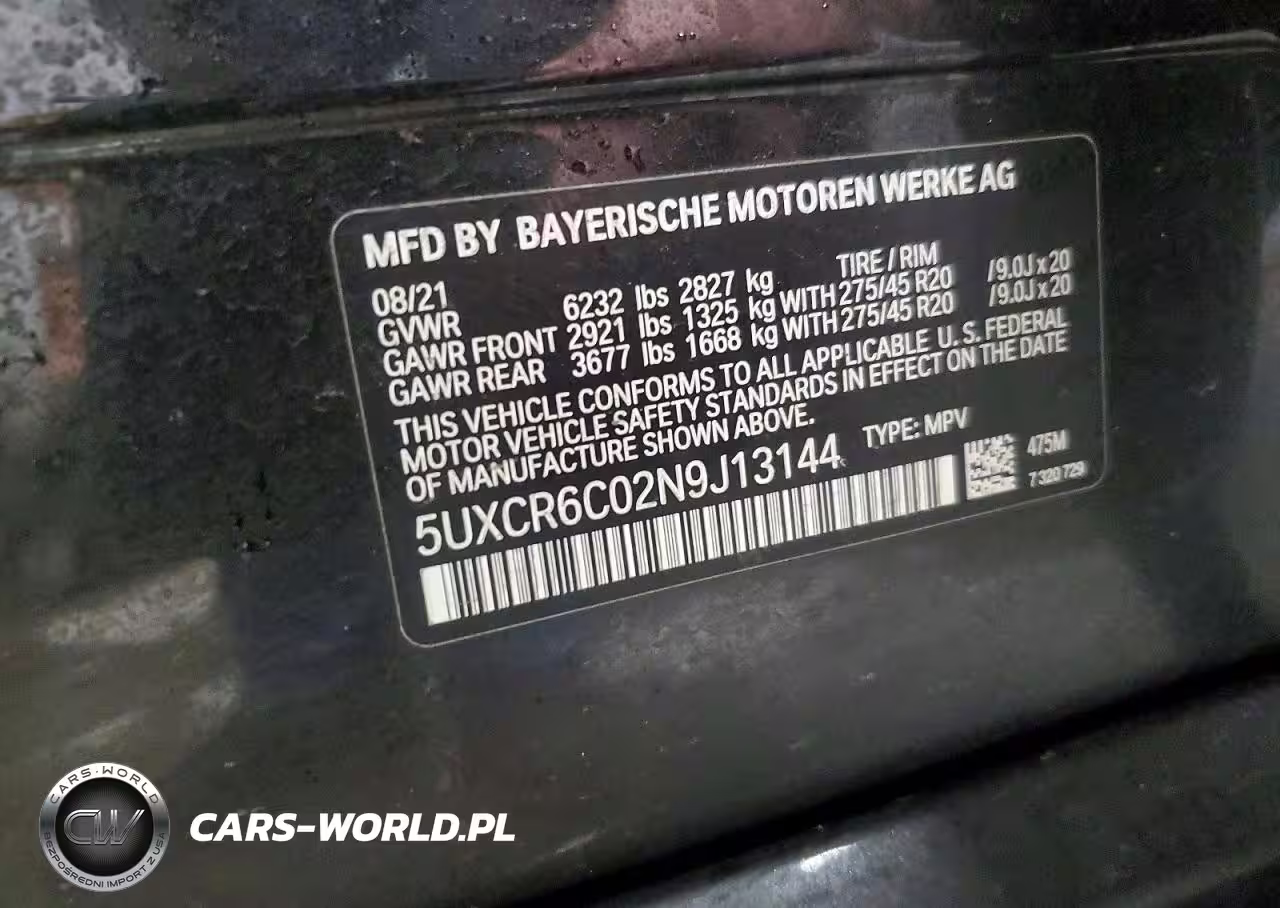 MFD BY BAYERISCHE MOTOREN WERKE AG
08/21 TIRE / RIM
GVWR 6232 lbs 2827 kg
GAWR FRONT 2921 lbs 1325 kg WITH 275/45 R20 /9.0J x 20
GAWR REAR 3677 lbs 1668 kg WITH 275/45 R20 /9.0J x 20
THIS VEHICLE CONFORMS TO ALL APPLICABLE U.S. FEDERAL
MOTOR VEHICLE SAFETY STANDARDS IN EFFECT ON THE DATE
OF MANUFACTURE SHOWN ABOVE.
5UXCR6C02N9J13144 TYPE: MPV
475M
7 320 729
CARS-WORLD
CW
BEZPOŚREDNI IMPORT Z USA
CARS-WORLD.PL